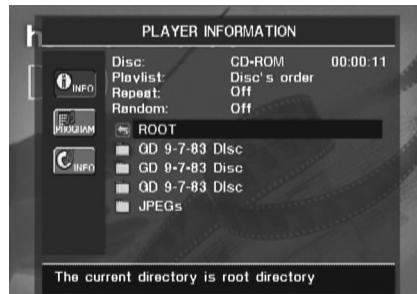 h
PLAYER INFORMATION
Disc: CD-ROM 00:00:11
Playlist: Disc's order
Repeat: Off
Random: Off
INFO
PROGRAM
INFO
ROOT
GD 9-7-83 DIsc
GD 9-7-83 Disc
GD 9-7-83 DIsc
JPEGs
The current directory is root directory